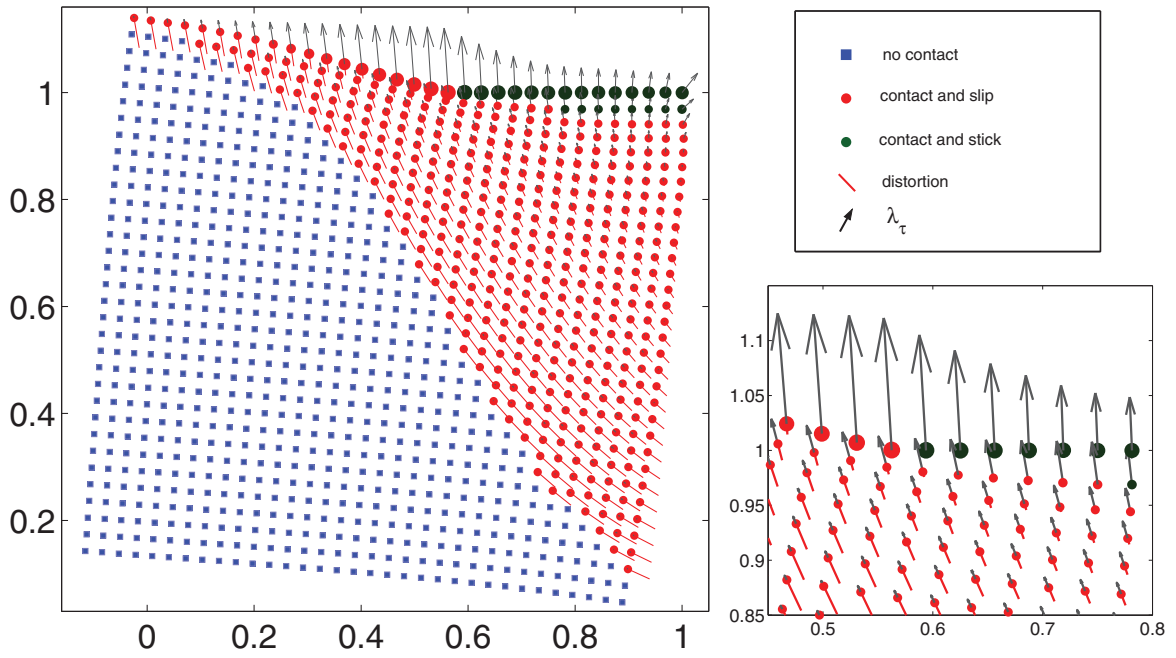 1
0.8
0.6
0.4
0.2
0 0.2 0.4 0.6 0.8 1
no contact
contact and slip
contact and stick
distortion
λτ
1.1
1.05
1
0.95
0.9
0.85
0.5 0.6 0.7 0.8